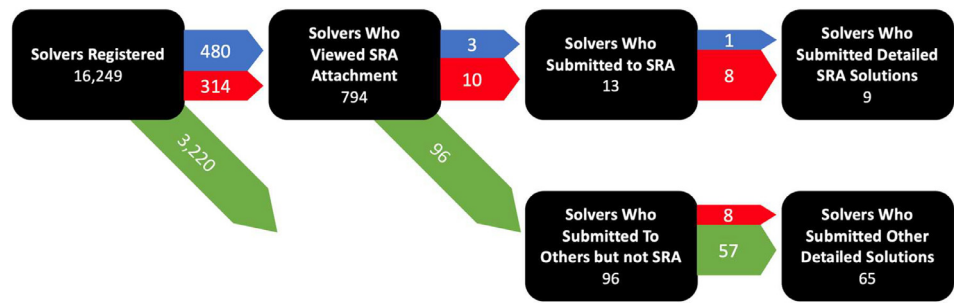 Solvers Registered
16,249
480
314
3,220
Solvers Who
Viewed SRA
Attachment
794
3
10
96
Solvers Who
Submitted to SRA
13
1
8
Solvers Who
Submitted Detailed
SRA Solutions
9
Solvers Who
Submitted To
Others but not SRA
96
8
57
Solvers Who
Submitted Other
Detailed Solutions
65